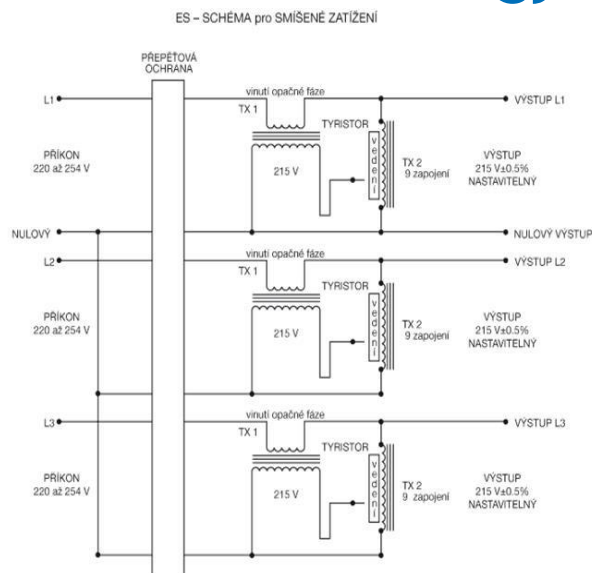 ES – SCHÉMA pro SMÍŠENÉ ZATÍŽENÍ
PŘEPĚŤOVÁ
OCHRANA
L1
vinutí opačné fáze
TX 1
TYRISTOR
VÝSTUP L1
PŘÍKON
220 až 254 V
215 V
vedení
TX 2
9 zapojení
VÝSTUP
215 V±0.5%
NASTAVITELNÝ
NULOVÝ
NULOVÝ VÝSTUP
L2
vinutí opačné fáze
TX 1
TYRISTOR
VÝSTUP L2
PŘÍKON
220 až 254 V
215 V
vedení
TX 2
9 zapojení
VÝSTUP
215 V±0.5%
NASTAVITELNÝ
L3
vinutí opačné fáze
TX 1
TYRISTOR
VÝSTUP L3
PŘÍKON
220 až 254 V
215 V
vedení
TX 2
9 zapojení
VÝSTUP
215 V±0.5%
NASTAVITELNÝ